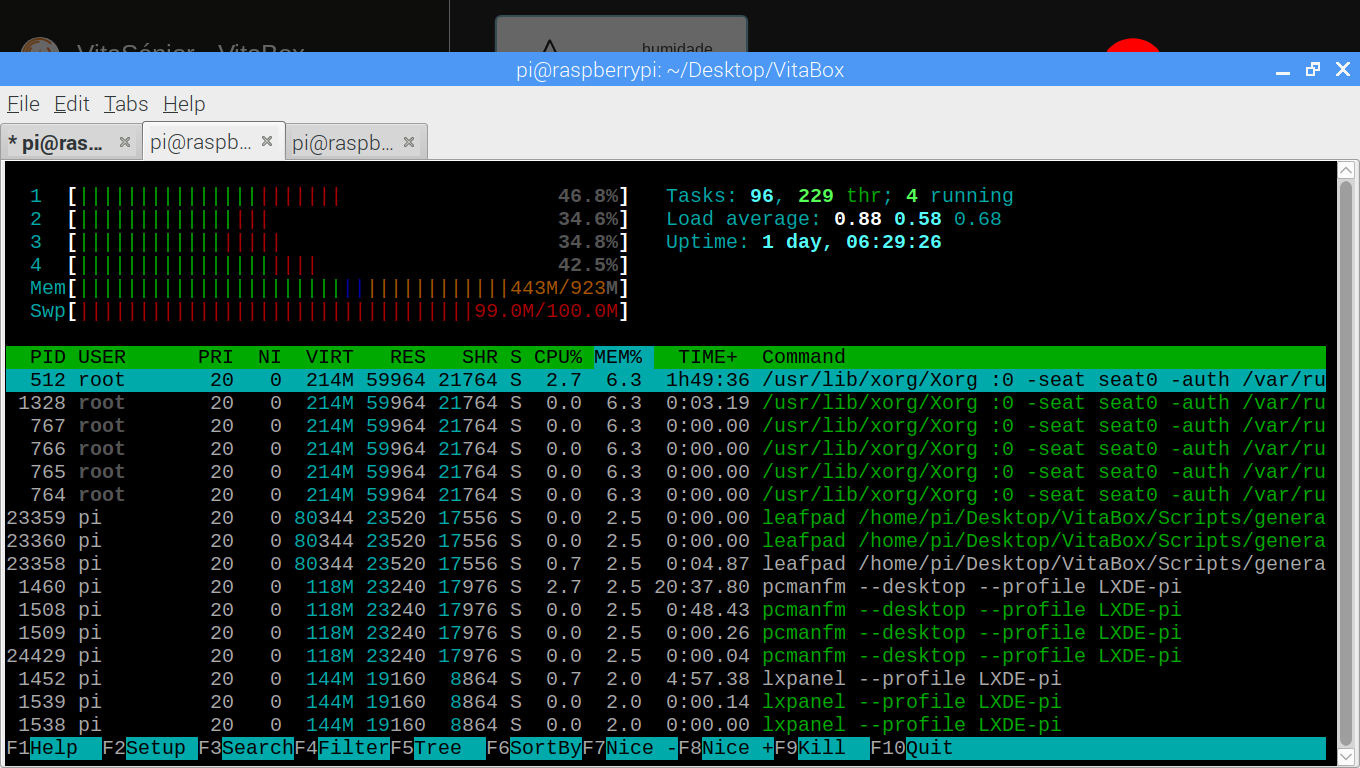 VitaSénior - VitaBox
humidade
pi@raspberrypi: ~/Desktop/VitaBox
File Edit Tabs Help
* pi@ras... pi@raspb... pi@raspb...
1 [||||||||||||||||||||||46.8%] Tasks: 96, 229 thr; 4 running
2 [||||||||||||||||34.6%] Load average: 0.88 0.58 0.68
3 [|||||||||||||||||34.8%] Uptime: 1 day, 06:29:26
4 [||||||||||||||||||||42.5%]
Mem[||||||||||||||||||||||||||||||||||||443M/923M]
Swp[|||||||||||||||||||||||||||||||||99.0M/100.0M]
PID USER PRI NI VIRT RES SHR S CPU% MEM% TIME+ Command
512 root 20 0 214M 59964 21764 S 2.7 6.3 1h49:36 /usr/lib/xorg/Xorg :0 -seat seat0 -auth /var/ru
1328 root 20 0 214M 59964 21764 S 0.0 6.3 0:03.19 /usr/lib/xorg/Xorg :0 -seat seat0 -auth /var/ru
767 root 20 0 214M 59964 21764 S 0.0 6.3 0:00.00 /usr/lib/xorg/Xorg :0 -seat seat0 -auth /var/ru
766 root 20 0 214M 59964 21764 S 0.0 6.3 0:00.00 /usr/lib/xorg/Xorg :0 -seat seat0 -auth /var/ru
765 root 20 0 214M 59964 21764 S 0.0 6.3 0:00.00 /usr/lib/xorg/Xorg :0 -seat seat0 -auth /var/ru
764 root 20 0 214M 59964 21764 S 0.0 6.3 0:00.00 /usr/lib/xorg/Xorg :0 -seat seat0 -auth /var/ru
23359 pi 20 0 80344 23520 17556 S 0.0 2.5 0:00.00 leafpad /home/pi/Desktop/VitaBox/Scripts/genera
23360 pi 20 0 80344 23520 17556 S 0.0 2.5 0:00.00 leafpad /home/pi/Desktop/VitaBox/Scripts/genera
23358 pi 20 0 80344 23520 17556 S 0.7 2.5 0:04.87 leafpad /home/pi/Desktop/VitaBox/Scripts/genera
1460 pi 20 0 118M 23240 17976 S 2.7 2.5 20:37.80 pcmanfm --desktop --profile LXDE-pi
1508 pi 20 0 118M 23240 17976 S 0.0 2.5 0:48.43 pcmanfm --desktop --profile LXDE-pi
1509 pi 20 0 118M 23240 17976 S 0.0 2.5 0:00.26 pcmanfm --desktop --profile LXDE-pi
24429 pi 20 0 118M 23240 17976 S 0.0 2.5 0:00.04 pcmanfm --desktop --profile LXDE-pi
1452 pi 20 0 144M 19160 8864 S 0.7 2.0 4:57.38 lxpanel --profile LXDE-pi
1539 pi 20 0 144M 19160 8864 S 0.0 2.0 0:00.14 lxpanel --profile LXDE-pi
1538 pi 20 0 144M 19160 8864 S 0.0 2.0 0:00.00 lxpanel --profile LXDE-pi
F1Help F2Setup F3Search F4Filter F5Tree F6SortBy F7Nice - F8Nice + F9Kill F10Quit